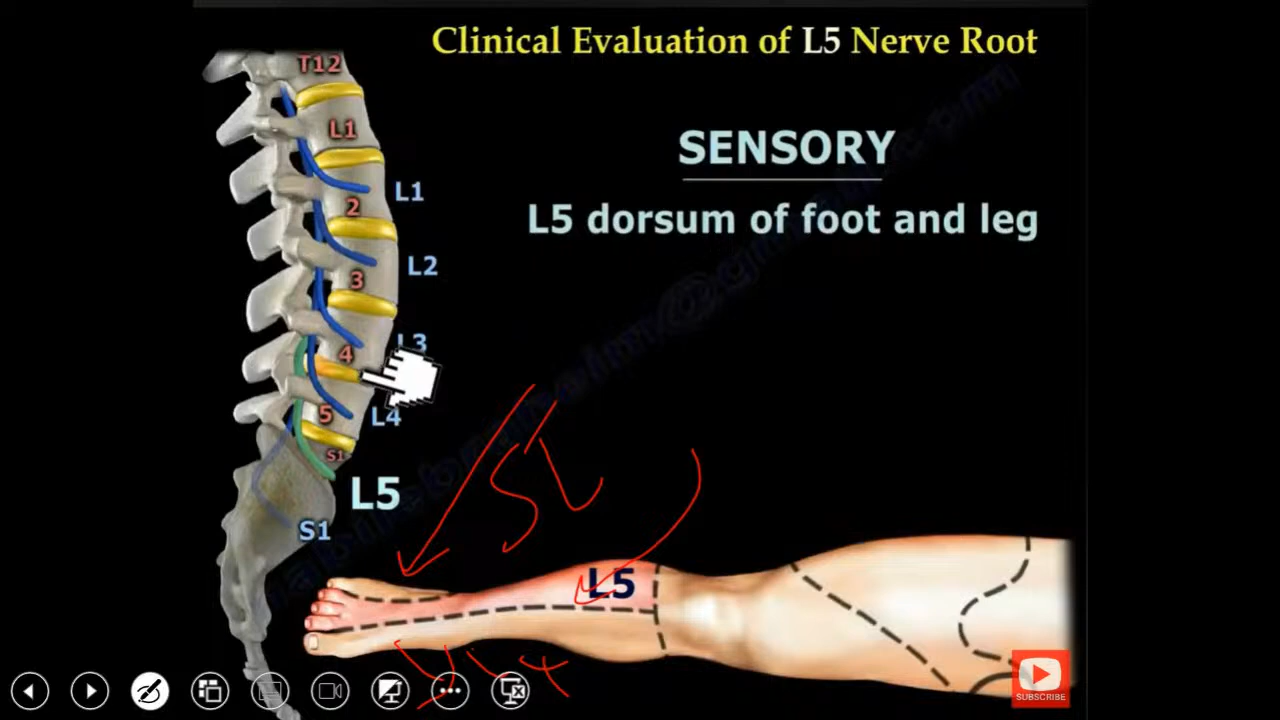 Clinical Evaluation of L5 Nerve Root
SENSORY
L5 dorsum of foot and leg
T12
L1
L1
2
L2
3
L3
4
L4
5
S1
L5
S1
L5
SUBSCRIBE